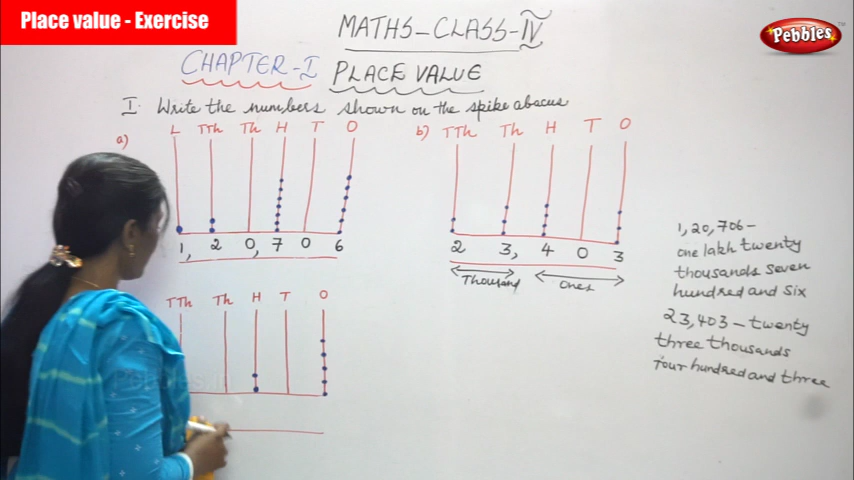 Place value - Exercise
MATHS-CLASS-IV
Pebbles™
CHAPTER-I PLACE VALUE
I. Write the numbers shown on the spike abacus
a) L TTh Th H T O
b) TTh Th H T O
1, 2 0, 7 0 6
2 3, 4 0 3
Thousand Ones
1,20,706 -
one lakh twenty
thousands seven
hundred and six
23,403 - twenty
three thousands
four hundred and three
TTh Th H T O
Pebbles.in